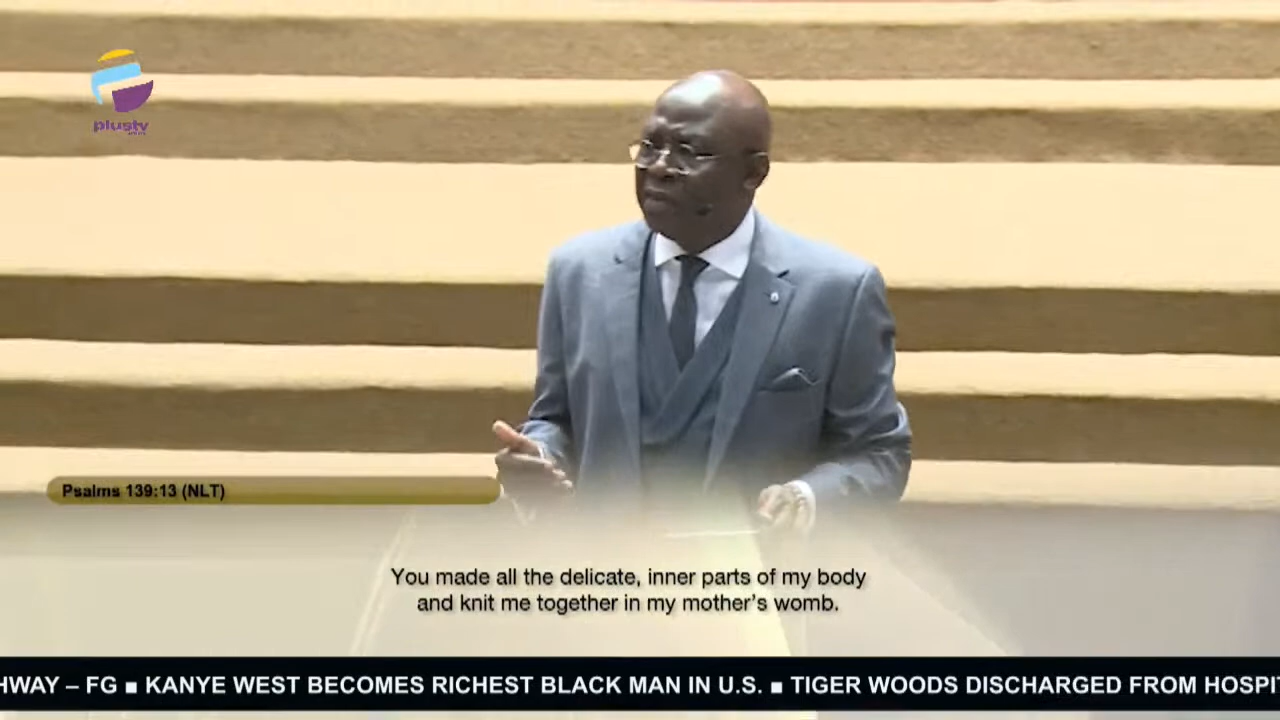 plustv
Psalms 139:13 (NLT)
You made all the delicate, inner parts of my body
and knit me together in my mother's womb.
HWAY – FG ■ KANYE WEST BECOMES RICHEST BLACK MAN IN U.S. ■ TIGER WOODS DISCHARGED FROM HOSPI